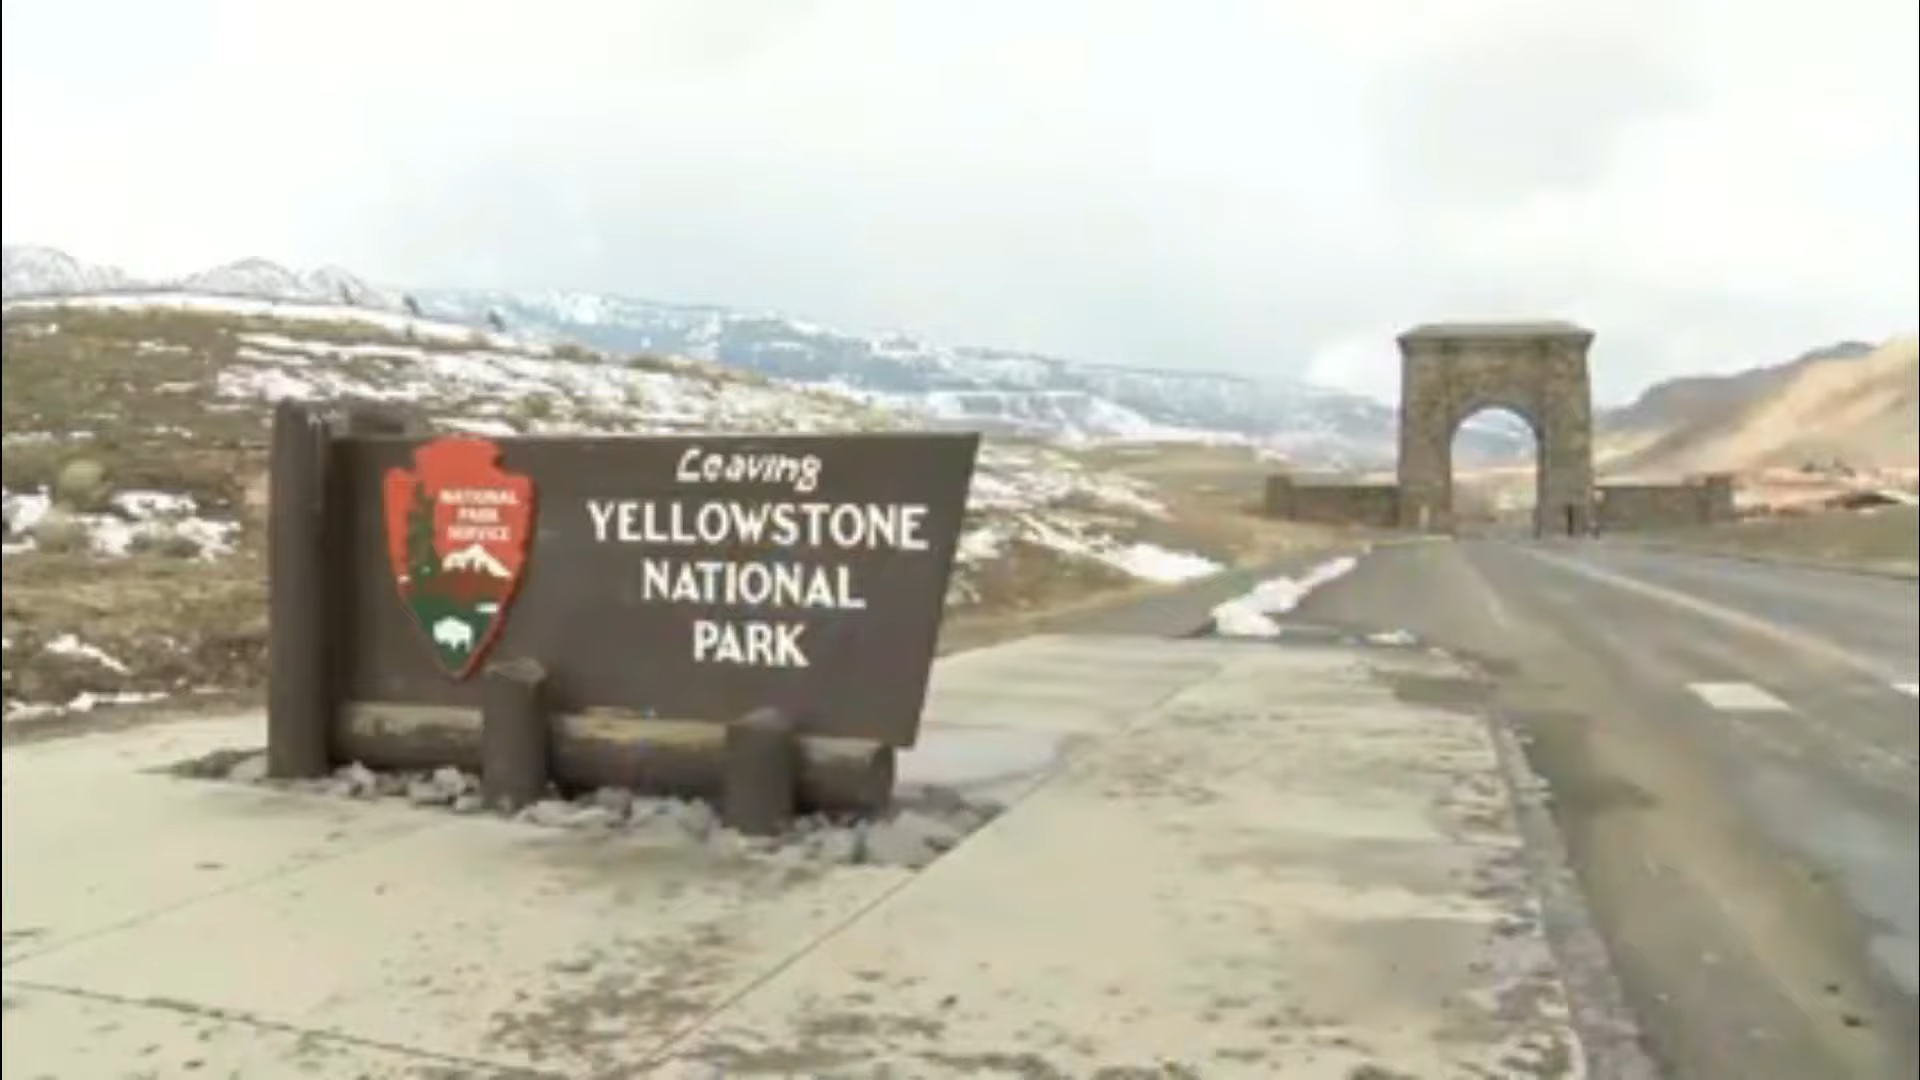 Leaving
YELLOWSTONE
NATIONAL
PARK
NATIONAL
PARK
SERVICE